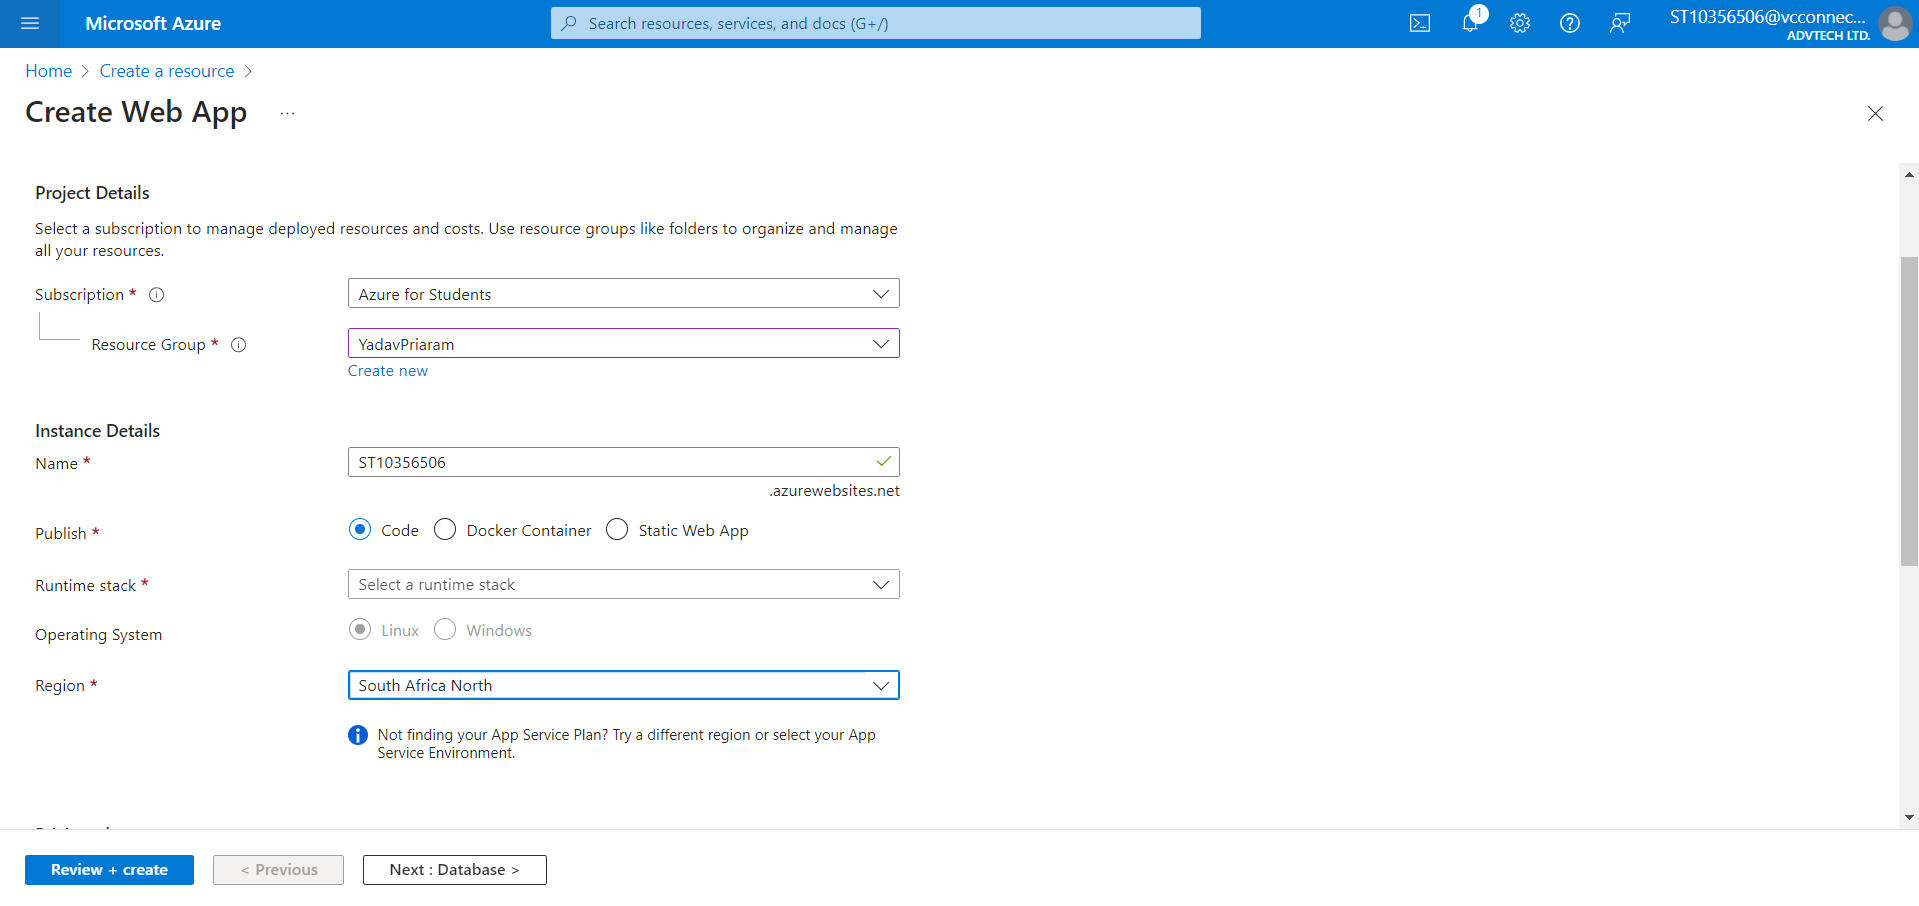 Microsoft Azure
Search resources, services, and docs (G+/)
1
ST10356506@vcconnec...
ADVTECH LTD.
Home > Create a resource >
Create Web App ...
Project Details
Select a subscription to manage deployed resources and costs. Use resource groups like folders to organize and manage
all your resources.
Subscription *
Azure for Students
Resource Group *
YadavPriaram
Create new
Instance Details
Name *
ST10356506
.azurewebsites.net
Publish *
Code Docker Container Static Web App
Runtime stack *
Select a runtime stack
Operating System
Linux Windows
Region *
South Africa North
Not finding your App Service Plan? Try a different region or select your App
Service Environment.
Review + create
< Previous
Next : Database >